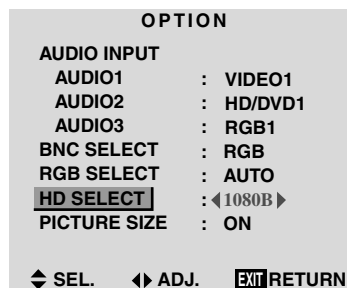 OPTION
AUDIO INPUT
AUDIO1 : VIDEO1
AUDIO2 : HD/DVD1
AUDIO3 : RGB1
BNC SELECT : RGB
RGB SELECT : AUTO
HD SELECT : ◀1080B▶
PICTURE SIZE : ON
SEL. ADJ. EXIT RETURN